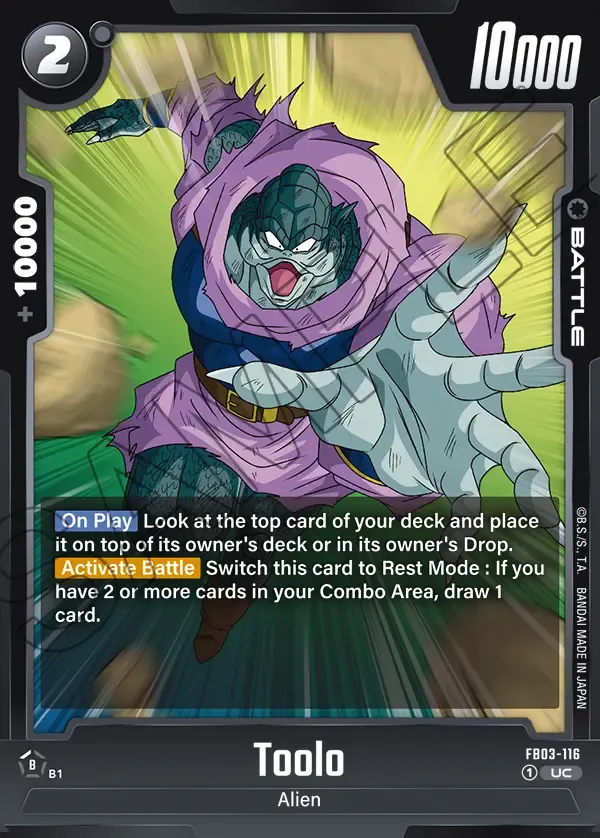 2
10000
+10000
BATTLE
SAMPLE
On Play Look at the top card of your deck and place
it on top of its owner's deck or in its owner's Drop.
Activate Battle Switch this card to Rest Mode : If you
have 2 or more cards in your Combo Area, draw 1
card.
©B.S./S., T.A. BANDAI MADE IN JAPAN
B
B1
Toolo
FB03-116
1 UC
Alien